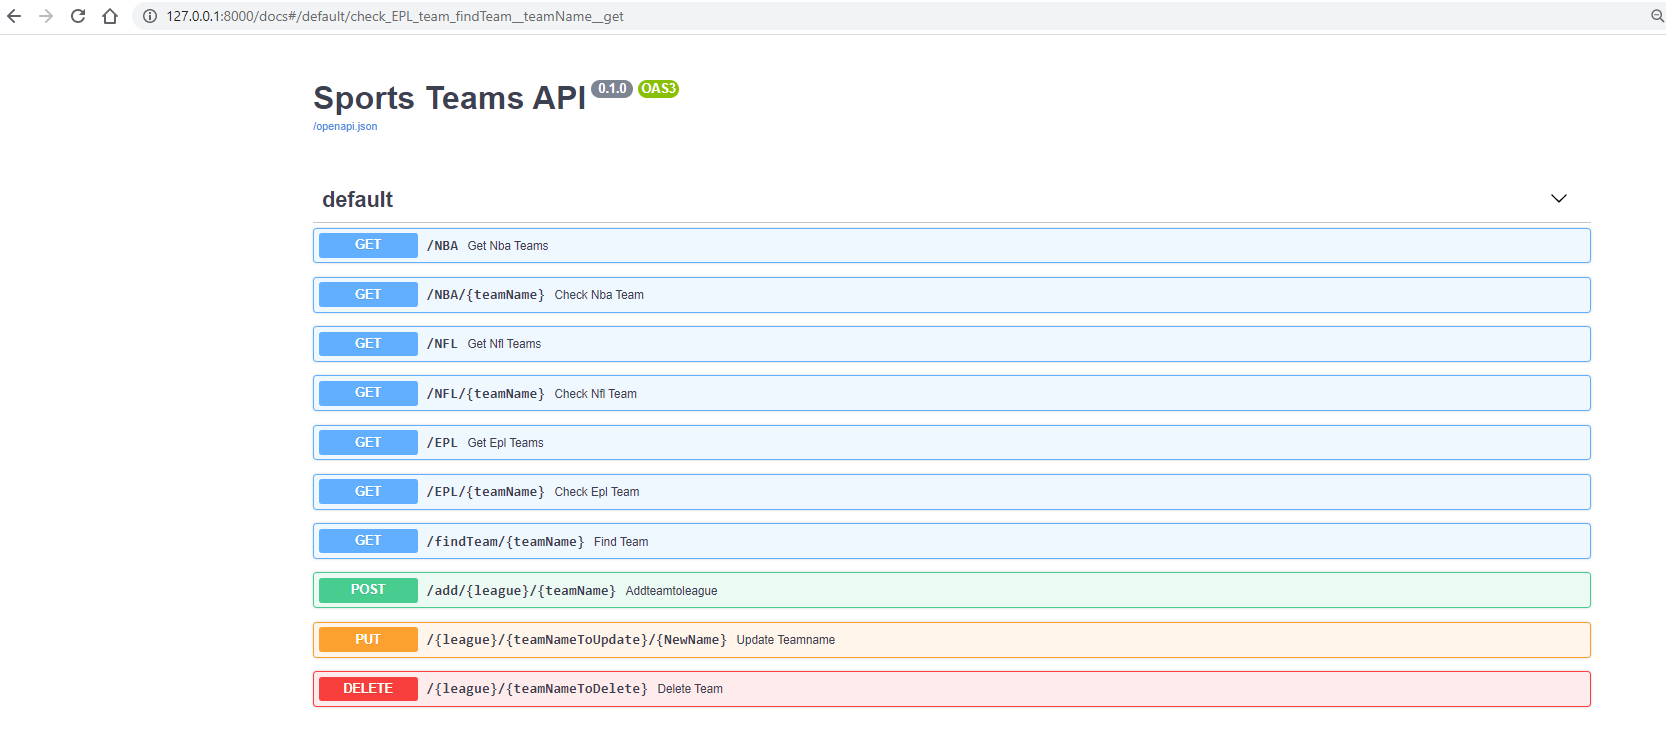 127.0.0.1:8000/docs#/default/check_EPL_team_findTeam__teamName__get
Sports Teams API 0.1.0 OAS3
/openapi.json
default
GET /NBA Get Nba Teams
GET /NBA/{teamName} Check Nba Team
GET /NFL Get Nfl Teams
GET /NFL/{teamName} Check Nfl Team
GET /EPL Get Epl Teams
GET /EPL/{teamName} Check Epl Team
GET /findTeam/{teamName} Find Team
POST /add/{league}/{teamName} Addteamtoleague
PUT /{league}/{teamNameToUpdate}/{NewName} Update Teamname
DELETE /{league}/{teamNameToDelete} Delete Team